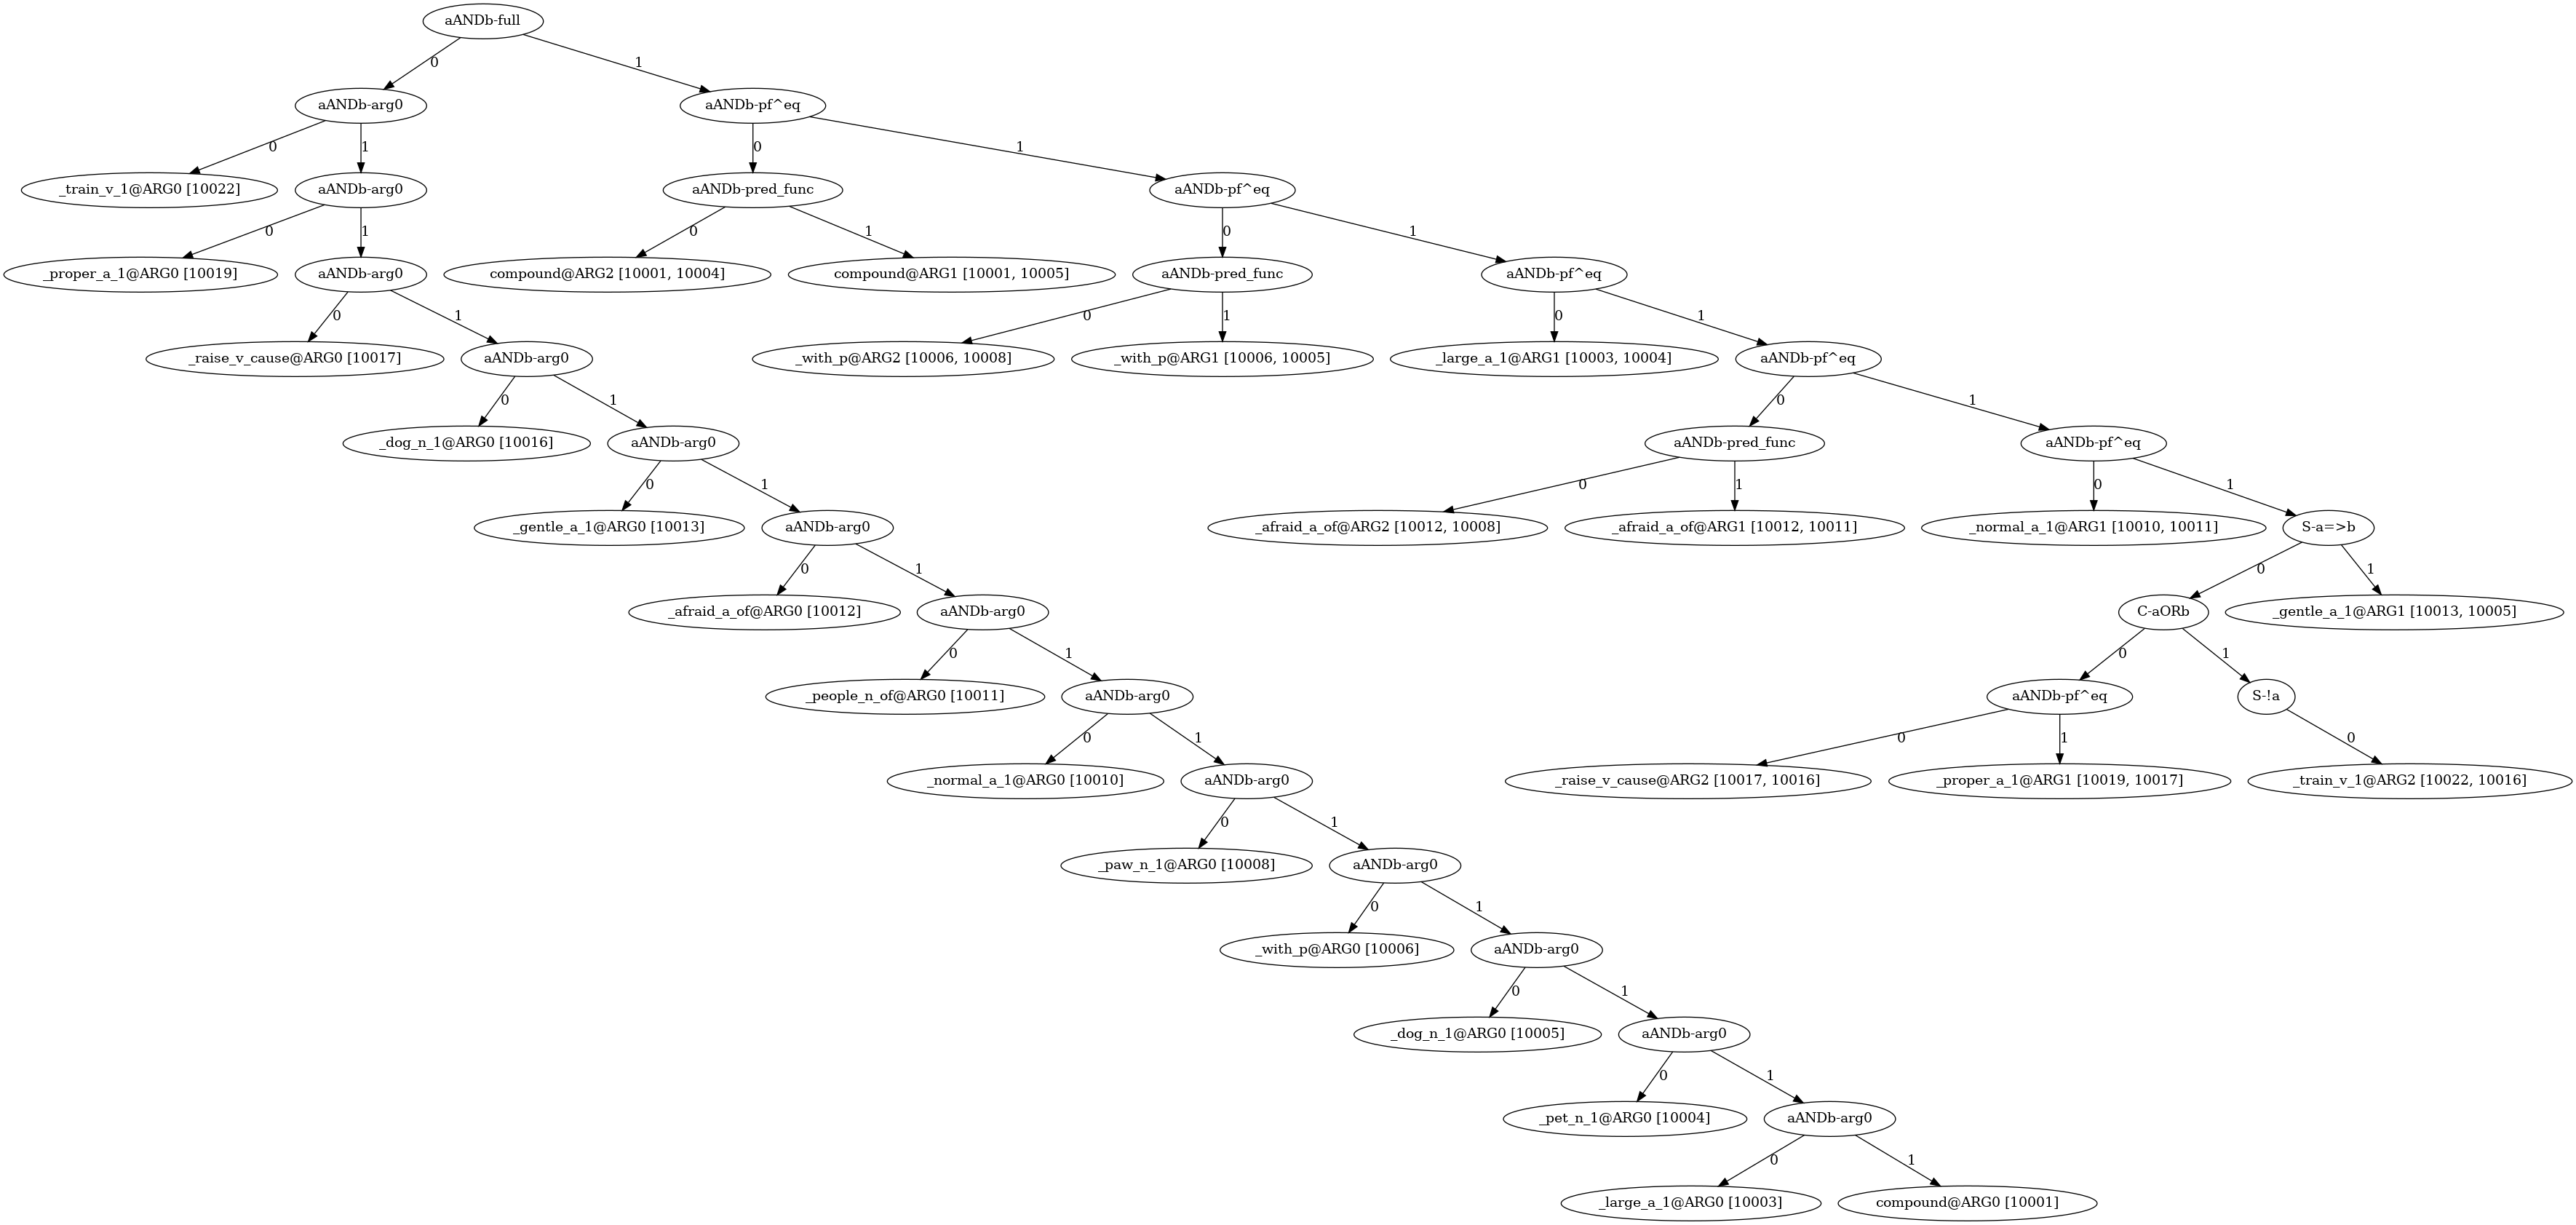 aANDb-full
0
1
aANDb-arg0
aANDb-pf^eq
0
1
0
1
_train_v_1@ARG0 [10022]
aANDb-arg0
aANDb-pred_func
aANDb-pf^eq
0
1
0
1
0
1
_proper_a_1@ARG0 [10019]
aANDb-arg0
compound@ARG2 [10001, 10004]
compound@ARG1 [10001, 10005]
aANDb-pred_func
aANDb-pf^eq
0
1
0
1
0
1
_raise_v_cause@ARG0 [10017]
aANDb-arg0
_with_p@ARG2 [10006, 10008]
_with_p@ARG1 [10006, 10005]
_large_a_1@ARG1 [10003, 10004]
aANDb-pf^eq
0
1
0
1
_dog_n_1@ARG0 [10016]
aANDb-arg0
aANDb-pred_func
aANDb-pf^eq
0
1
0
1
0
1
_gentle_a_1@ARG0 [10013]
aANDb-arg0
_afraid_a_of@ARG2 [10012, 10008]
_afraid_a_of@ARG1 [10012, 10011]
_normal_a_1@ARG1 [10010, 10011]
S-a=>b
0
1
0
1
_afraid_a_of@ARG0 [10012]
aANDb-arg0
C-aORb
_gentle_a_1@ARG1 [10013, 10005]
0
1
0
1
_people_n_of@ARG0 [10011]
aANDb-arg0
aANDb-pf^eq
S-!a
0
1
0
1
0
_normal_a_1@ARG0 [10010]
aANDb-arg0
_raise_v_cause@ARG2 [10017, 10016]
_proper_a_1@ARG1 [10019, 10017]
_train_v_1@ARG2 [10022, 10016]
0
1
_paw_n_1@ARG0 [10008]
aANDb-arg0
0
1
_with_p@ARG0 [10006]
aANDb-arg0
0
1
_dog_n_1@ARG0 [10005]
aANDb-arg0
0
1
_pet_n_1@ARG0 [10004]
aANDb-arg0
0
1
_large_a_1@ARG0 [10003]
compound@ARG0 [10001]